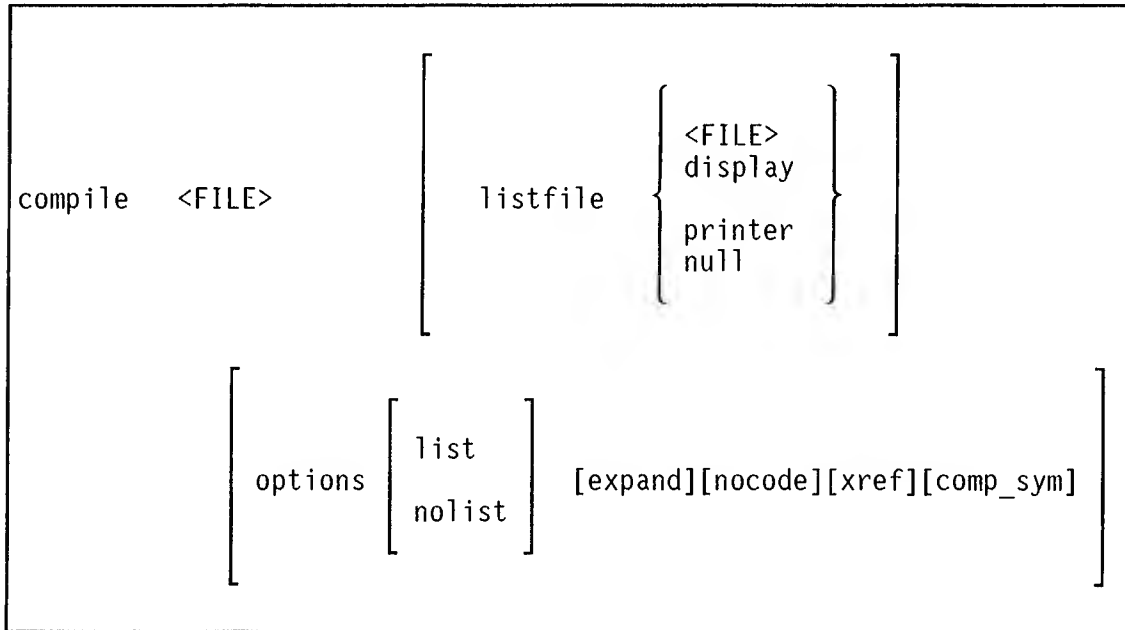 <FILE>
display
compile <FILE> listfile
printer
null
list
options [expand][nocode][xref][comp_sym]
nolist